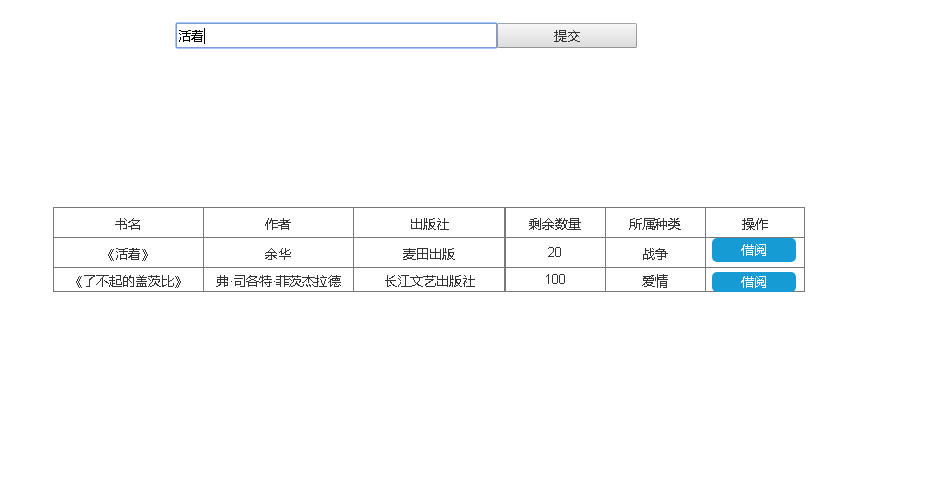 活着 提交
书名 作者 出版社 剩余数量 所属种类 操作
《活着》 余华 麦田出版 20 战争 借阅
《了不起的盖茨比》 弗·司各特·菲茨杰拉德 长江文艺出版社 100 爱情 借阅